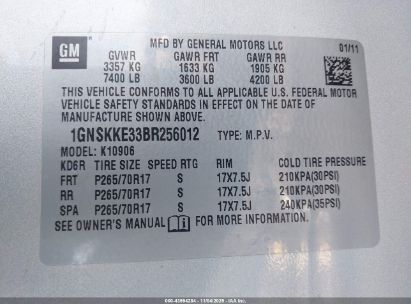 GM
MFD BY GENERAL MOTORS LLC 01/11
GVWR GAWR FRT GAWR RR
3357 KG 1633 KG 1905 KG
7400 LB 3600 LB 4200 LB
THIS VEHICLE CONFORMS TO ALL APPLICABLE U.S. FEDERAL MOTOR
VEHICLE SAFETY STANDARDS IN EFFECT ON THE DATE OF
MANUFACTURE SHOWN ABOVE.
1GNSKKE33BR256012 TYPE: M.P.V.
MODEL: K10906
KD6R TIRE SIZE SPEED RTG RIM COLD TIRE PRESSURE
FRT P265/70R17 S 17X7.5J 210KPA(30PSI)
RR P265/70R17 S 17X7.5J 210KPA(30PSI)
SPA P265/70R17 S 17X7.5J 240KPA(35PSI)
SEE OWNER'S MANUAL FOR MORE INFORMATION.